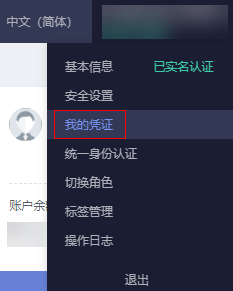 中文（简体）
基本信息 已实名认证
安全设置
我的凭证
统一身份认证
切换角色
账户余
标签管理
操作日志
退出